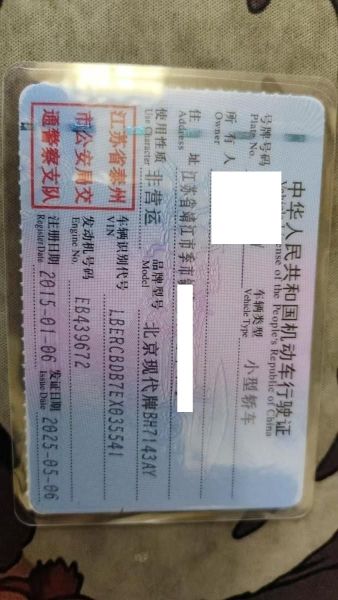 中华人民共和国机动车行驶证
Vehicle License of the People's Republic of China
号牌号码
Plate No.
车辆类型 小型轿车
Vehicle Type
所有人
Owner
住址 江苏省靖江市季市镇
Address
使用性质 非营运
Use Character
品牌型号 北京现代牌BH7143AY
Model
江苏省泰州
市公安局交
通警察支队
车辆识别代号 LBERCBDB7EX035541
VIN
发动机号码 EB439672
Engine No.
注册日期 2015-01-06
Register Date
发证日期 2025-05-06
Issue Date